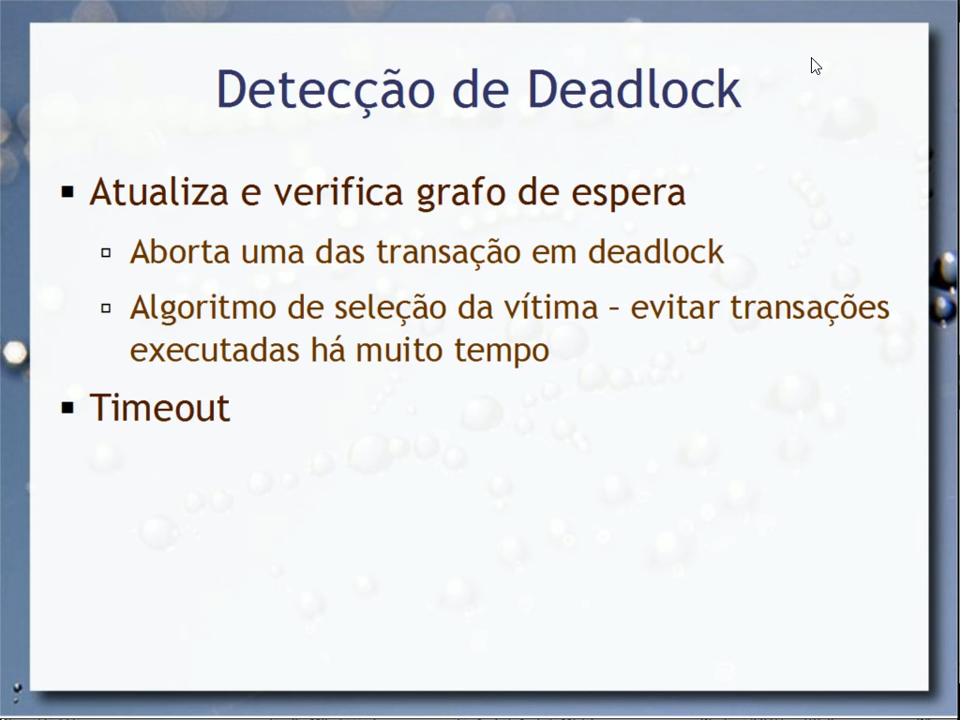 Detecção de Deadlock
Atualiza e verifica grafo de espera
Aborta uma das transação em deadlock
Algoritmo de seleção da vítima – evitar transações
executadas há muito tempo
Timeout